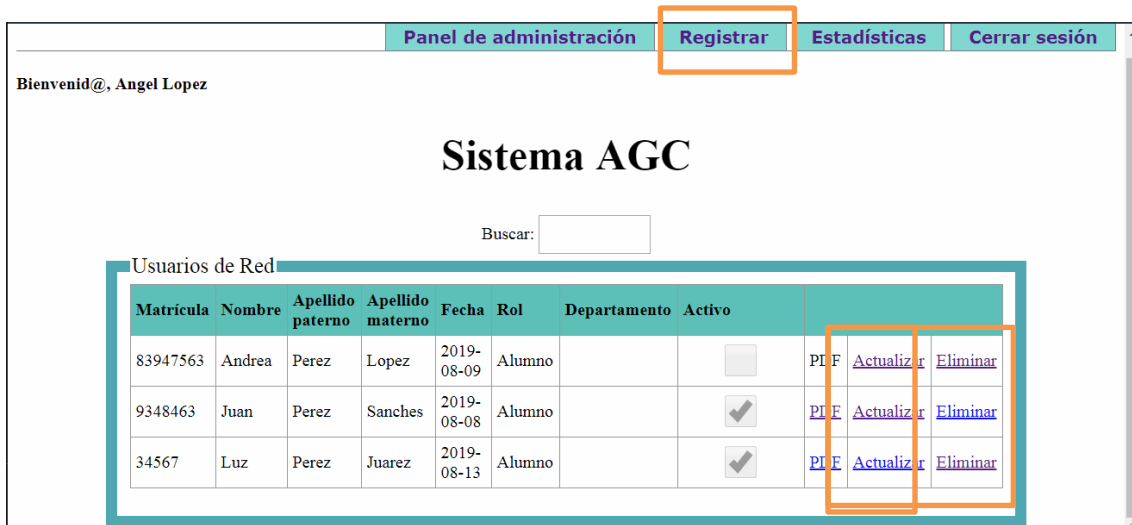 Panel de administración Registrar Estadísticas Cerrar sesión
Bienvenid@, Angel Lopez
Sistema AGC
Buscar:
Usuarios de Red
Matrícula Nombre Apellido paterno Apellido materno Fecha Rol Departamento Activo
83947563 Andrea Perez Lopez 2019-08-09 Alumno PDF Actualizar Eliminar
9348463 Juan Perez Sanches 2019-08-08 Alumno PDF Actualizar Eliminar
34567 Luz Perez Juarez 2019-08-13 Alumno PDF Actualizar Eliminar